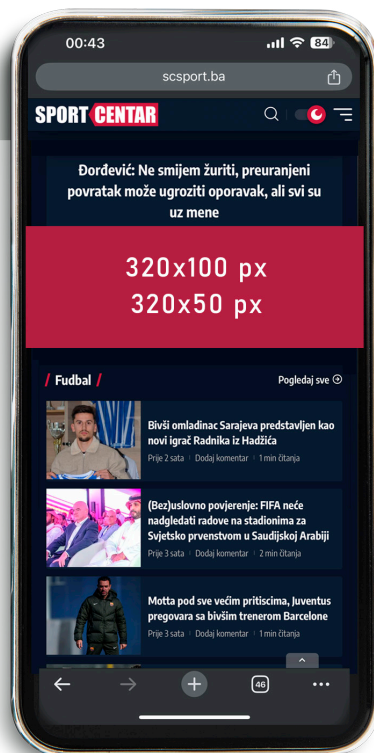 00:43
84
scsport.ba
SPORT CENTAR
Đorđević: Ne smijem žuriti, preuranjeni
povratak može ugroziti oporavak, ali svi su
uz mene
320x100 px
320x50 px
/ Fudbal /
Pogledaj sve
Bivši omladinac Sarajeva predstavljen kao
novi igrač Radnika iz Hadžića
Prije 2 sata Dodaj komentar 1 min čitanja
(Bez)uslovno povjerenje: FIFA neće
nadgledati radove na stadionima za
Svjetsko prvenstvom u Saudijskoj Arabiji
Prije 3 sata Dodaj komentar 2 min čitanja
Motta pod sve većim pritiscima, Juventus
pregovara sa bivšim trenerom Barcelone
Prije 3 sata Dodaj komentar 1 min čitanja
46